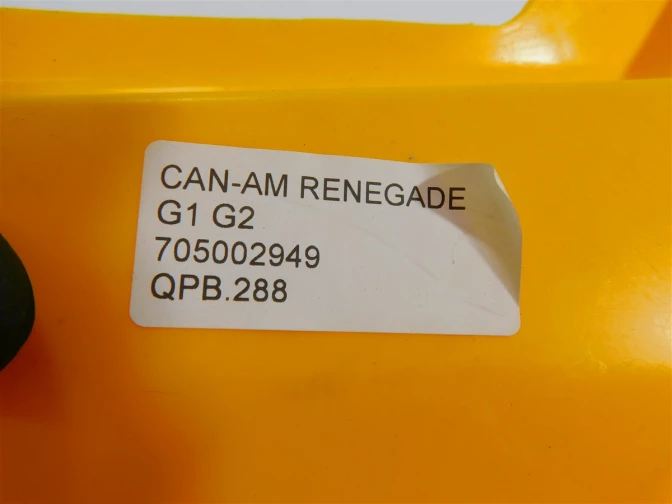 CAN-AM RENEGADE
G1 G2
705002949
QPB.288